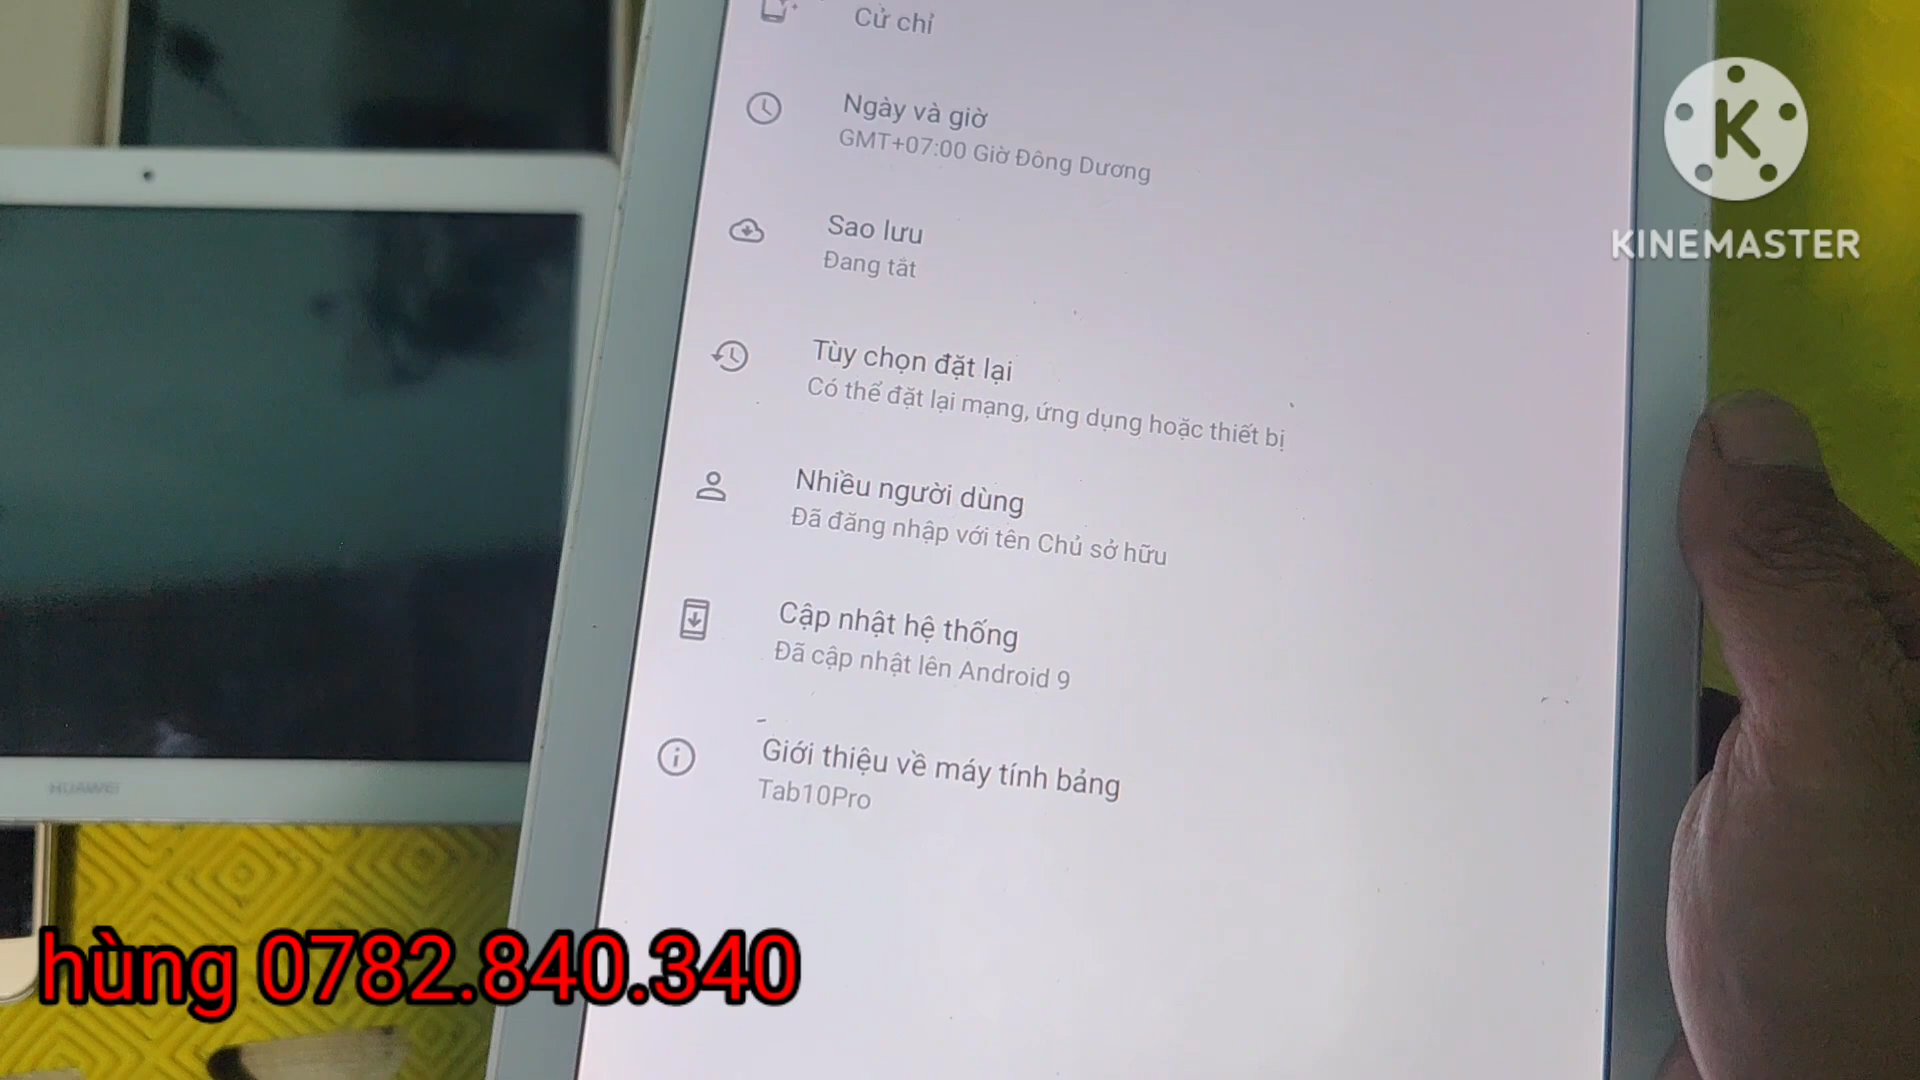 Cử chỉ
Ngày và giờ
GMT+07:00 Giờ Đông Dương
Sao lưu
Đang tắt
Tùy chọn đặt lại
Có thể đặt lại mạng, ứng dụng hoặc thiết bị
Nhiều người dùng
Đã đăng nhập với tên Chủ sở hữu
Cập nhật hệ thống
Đã cập nhật lên Android 9
Giới thiệu về máy tính bảng
Tab10Pro
K
KINEMASTER
HUAWEI
hùng 0782.840.340